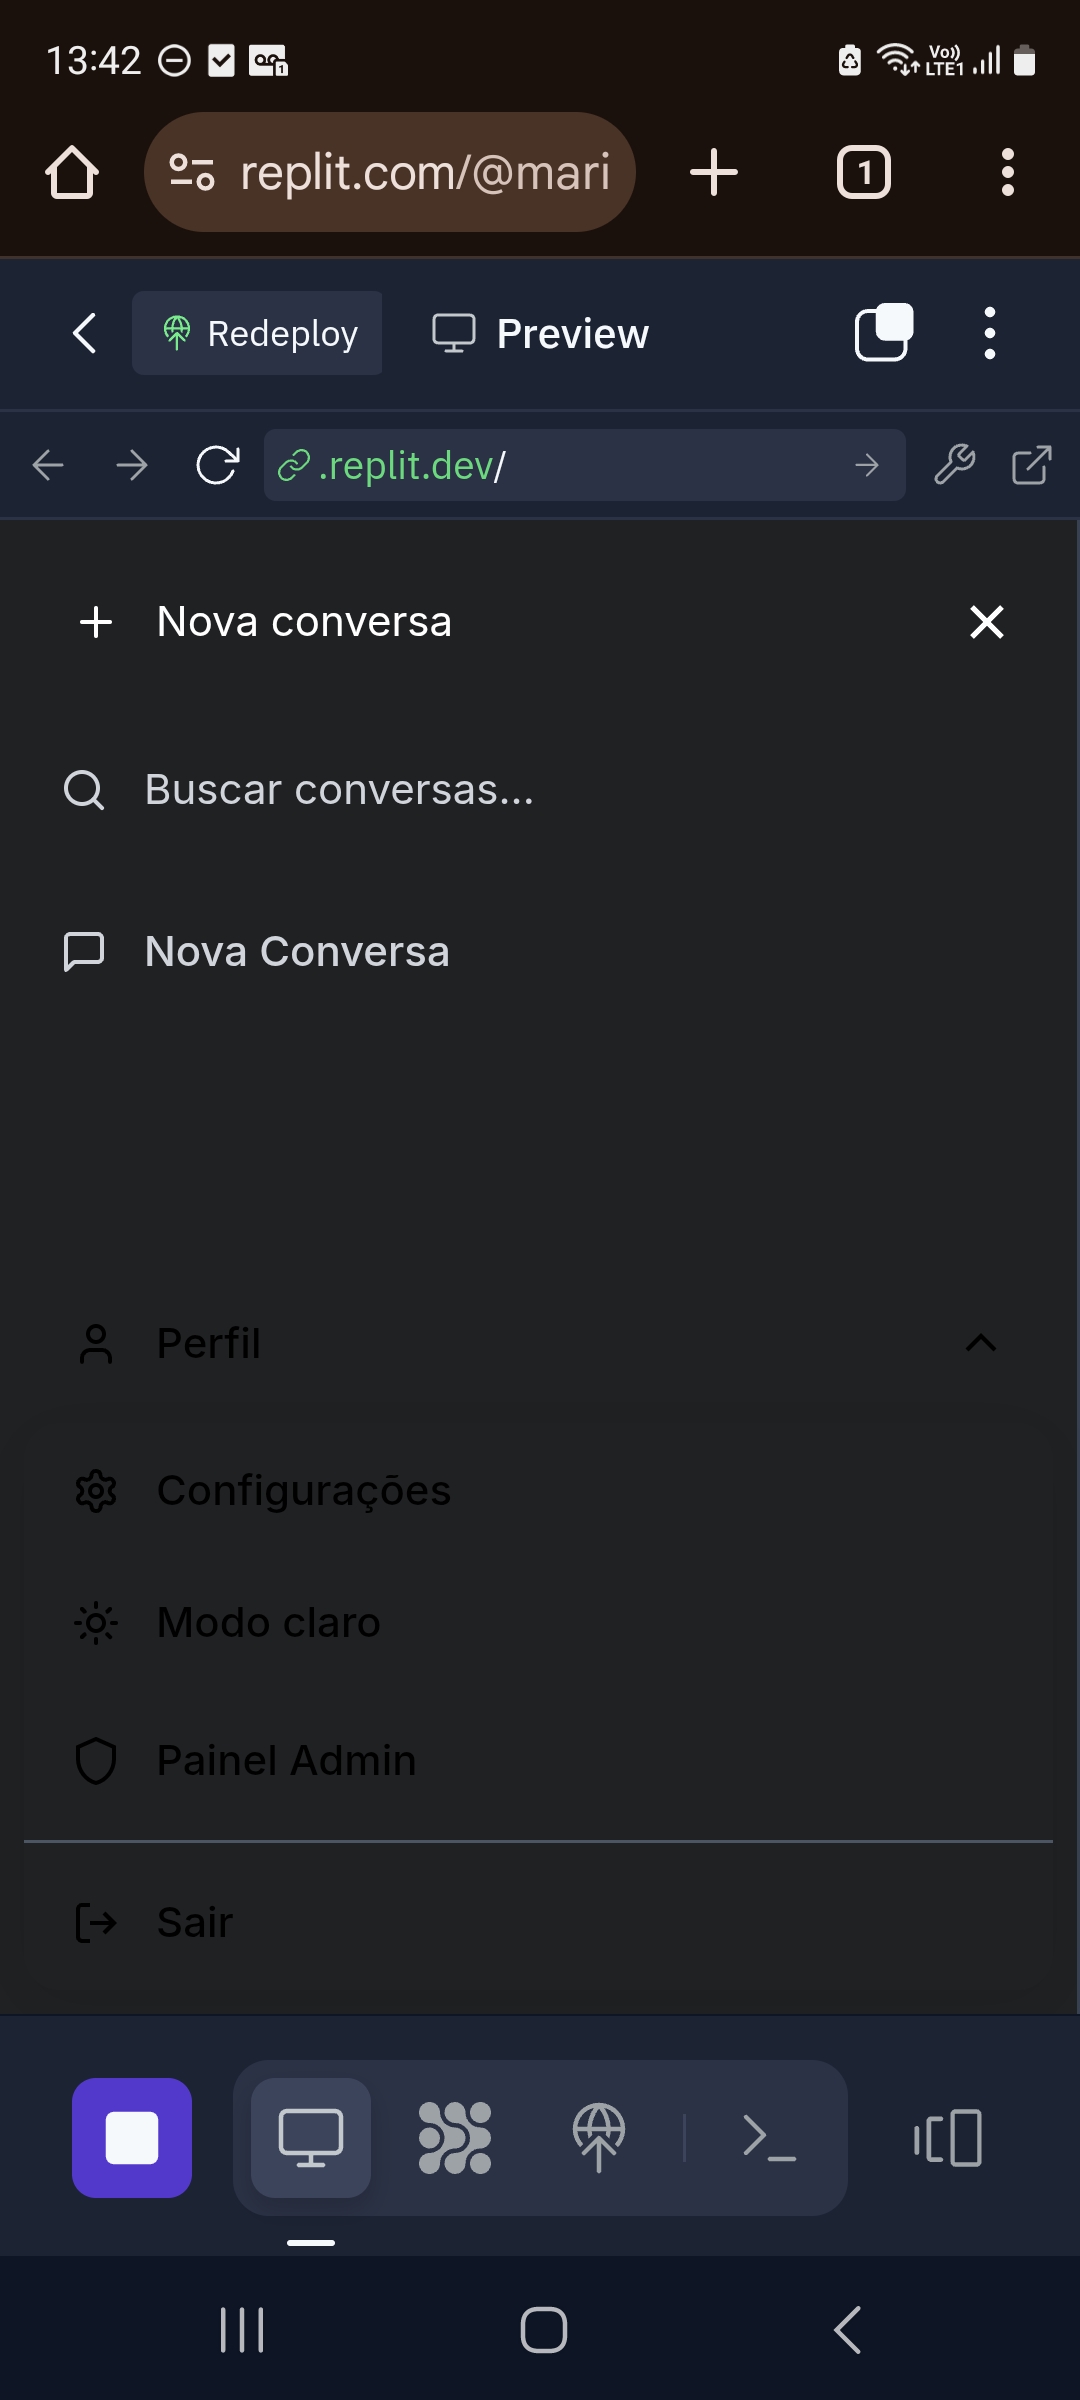 13:42
1
Vo))
LTE1
replit.com/@mari
1
Redeploy
Preview
.replit.dev/
Nova conversa
Buscar conversas...
Nova Conversa
Perfil
Configurações
Modo claro
Painel Admin
Sair